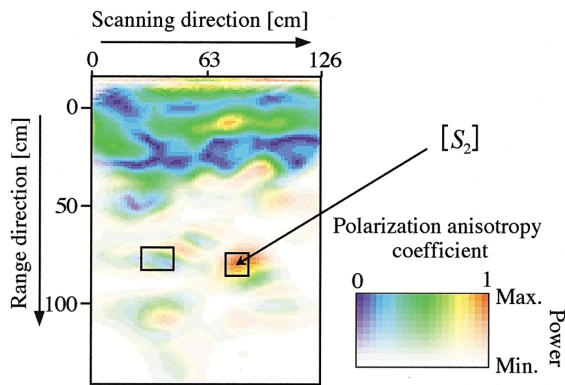 Scanning direction [cm]
0 63 126
Range direction [cm]
0
50
100
[S₂]
Polarization anisotropy
coefficient
0 1
Max.
Min.
Power